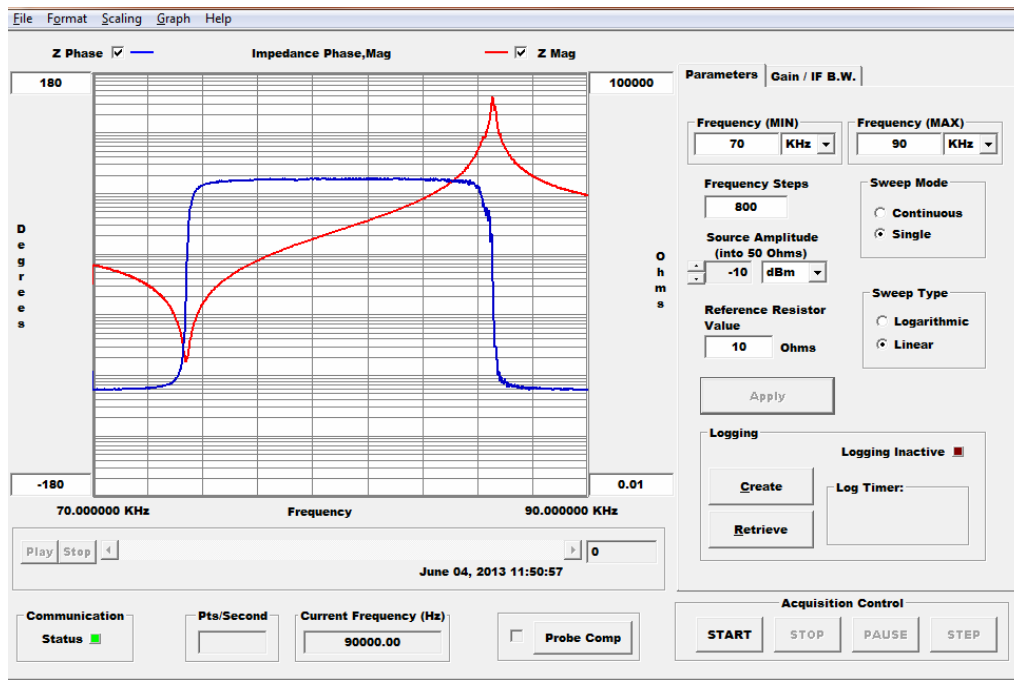 File Format Scaling Graph Help
Z Phase Impedance Phase,Mag Z Mag
180
100000
Degrees
Ohms
-180
0.01
70.000000 KHz Frequency 90.000000 KHz
Play Stop 0
June 04, 2013 11:50:57
Communication
Status
Pts/Second
Current Frequency (Hz)
90000.00
Probe Comp
Parameters Gain / IF B.W.
Frequency (MIN) Frequency (MAX)
70 KHz 90 KHz
Frequency Steps
800
Sweep Mode
Continuous
Single
Source Amplitude
(into 50 Ohms)
-10 dBm
Sweep Type
Logarithmic
Linear
Reference Resistor
Value
10 Ohms
Apply
Logging
Logging Inactive
Create
Log Timer:
Retrieve
Acquisition Control
START STOP PAUSE STEP